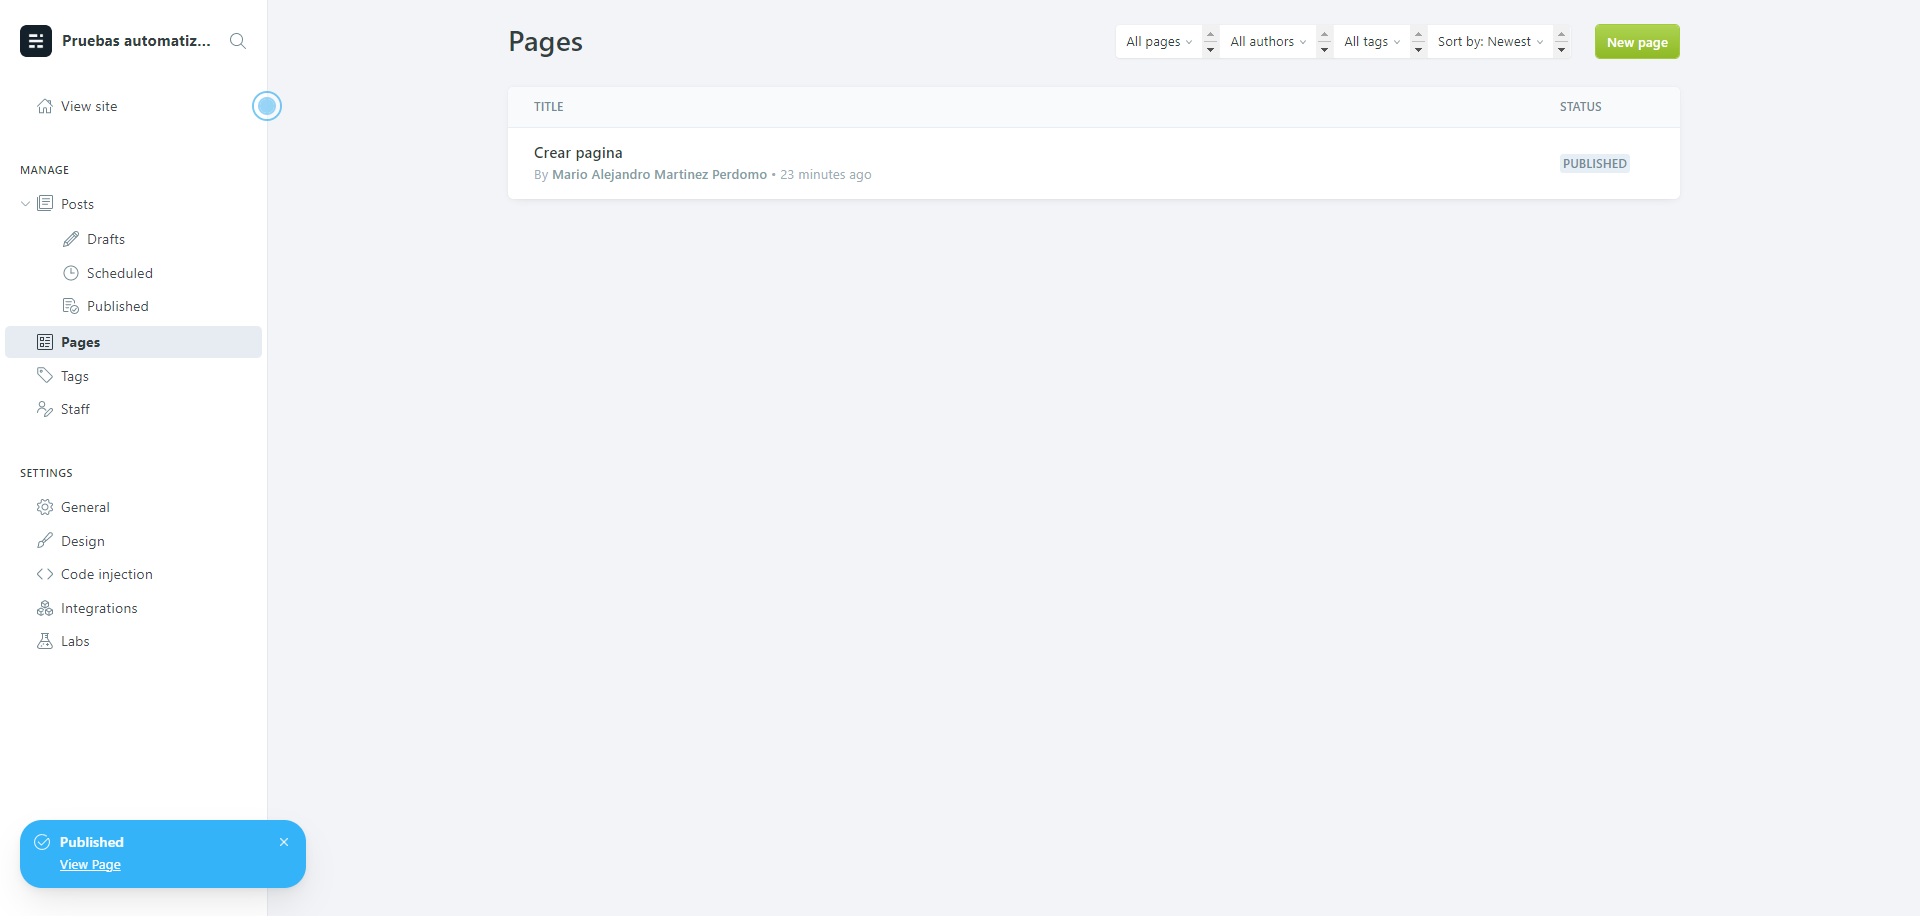 Pruebas automatiz...
View site
MANAGE
Posts
Drafts
Scheduled
Published
Pages
Tags
Staff
SETTINGS
General
Design
Code injection
Integrations
Labs
Published
View Page
Pages
All pages
All authors
All tags
Sort by: Newest
New page
TITLE
STATUS
Crear pagina
By Mario Alejandro Martinez Perdomo • 23 minutes ago
PUBLISHED